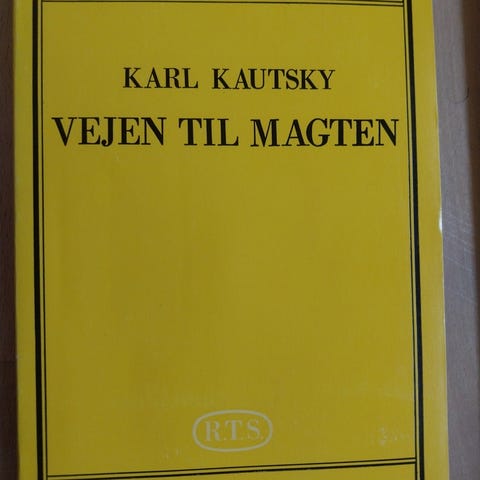 KARL KAUTSKY
VEJEN TIL MAGTEN
R.T.S.